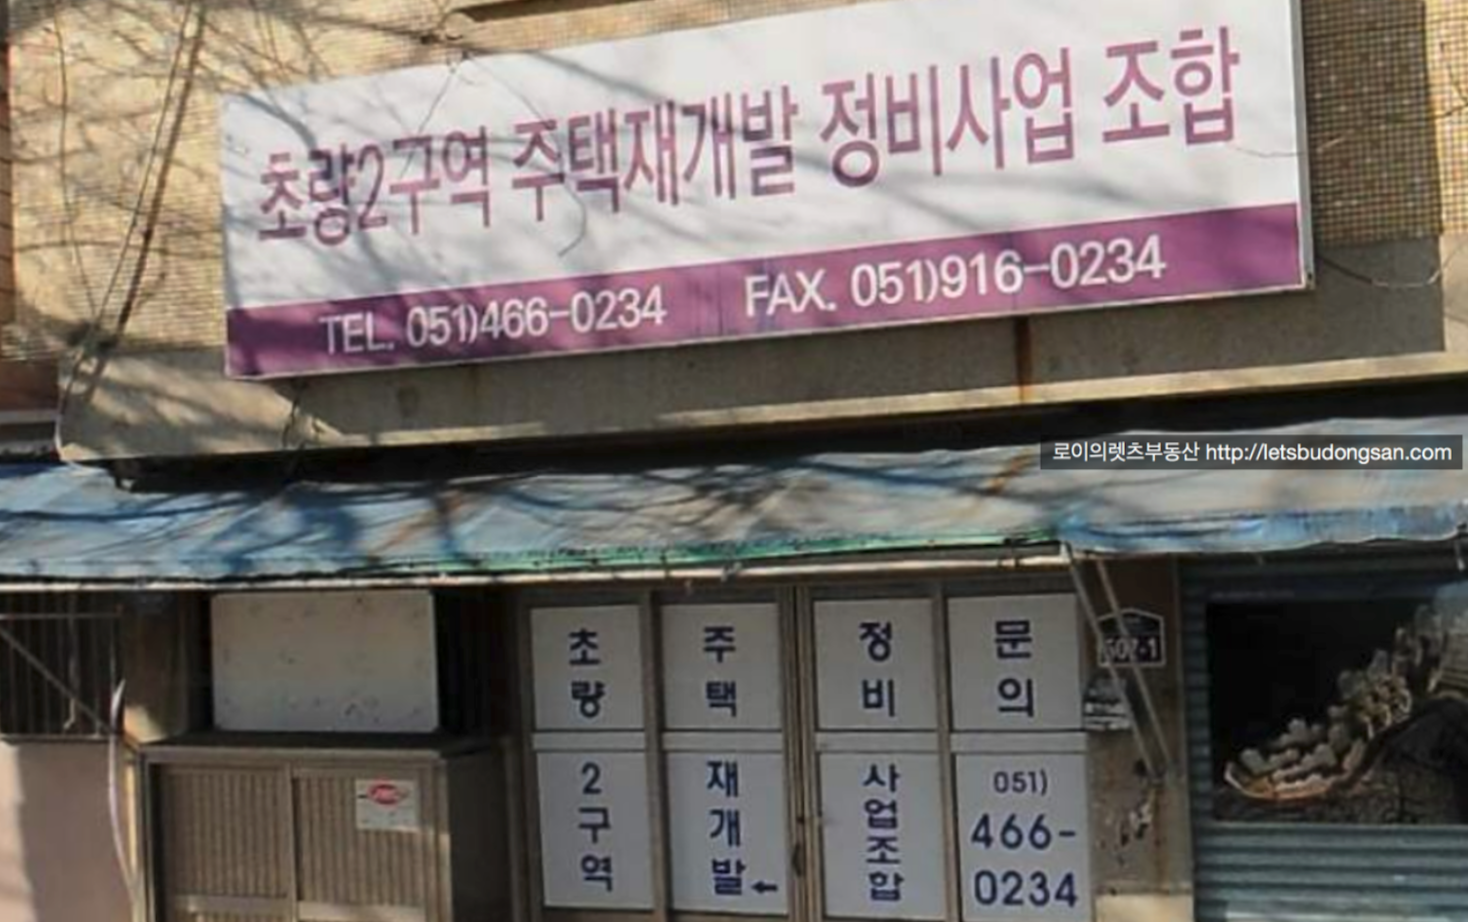 초량2구역 주택재개발 정비사업 조합
TEL. 051)466-0234 FAX. 051)916-0234
로이의렛츠부동산 http://letsbudongsan.com
초량
2구역
주택
재개발 ←
정비
사업조합
문의
051)
466-
0234